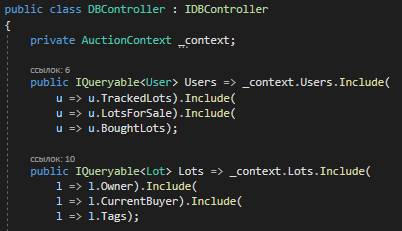 public class DBController : IDBController
{
private AuctionContext _context;
ссылок: 6
public IQueryable<User> Users => _context.Users.Include(
u => u.TrackedLots).Include(
u => u.LotsForSale).Include(
u => u.BoughtLots);
ссылок: 10
public IQueryable<Lot> Lots => _context.Lots.Include(
l => l.Owner).Include(
l => l.CurrentBuyer).Include(
l => l.Tags);